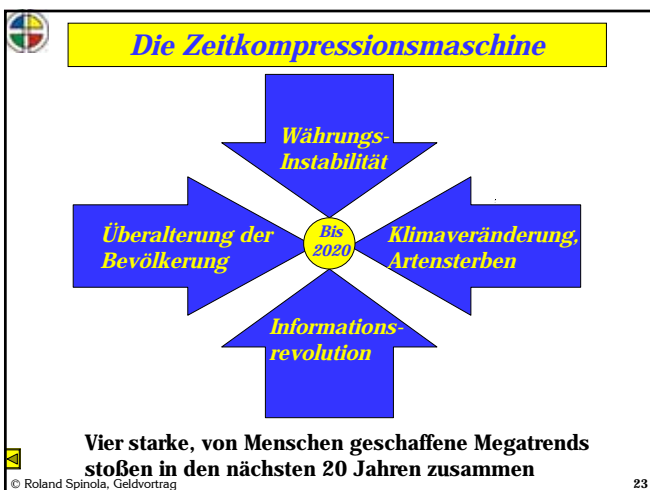 Die Zeitkompressionsmaschine
Währungs-
Instabilität
Überalterung der
Bevölkerung
Bis
2020
Klimaveränderung,
Artensterben
Informations-
revolution
Vier starke, von Menschen geschaffene Megatrends
stoßen in den nächsten 20 Jahren zusammen
© Roland Spinola, Geldvortrag
23